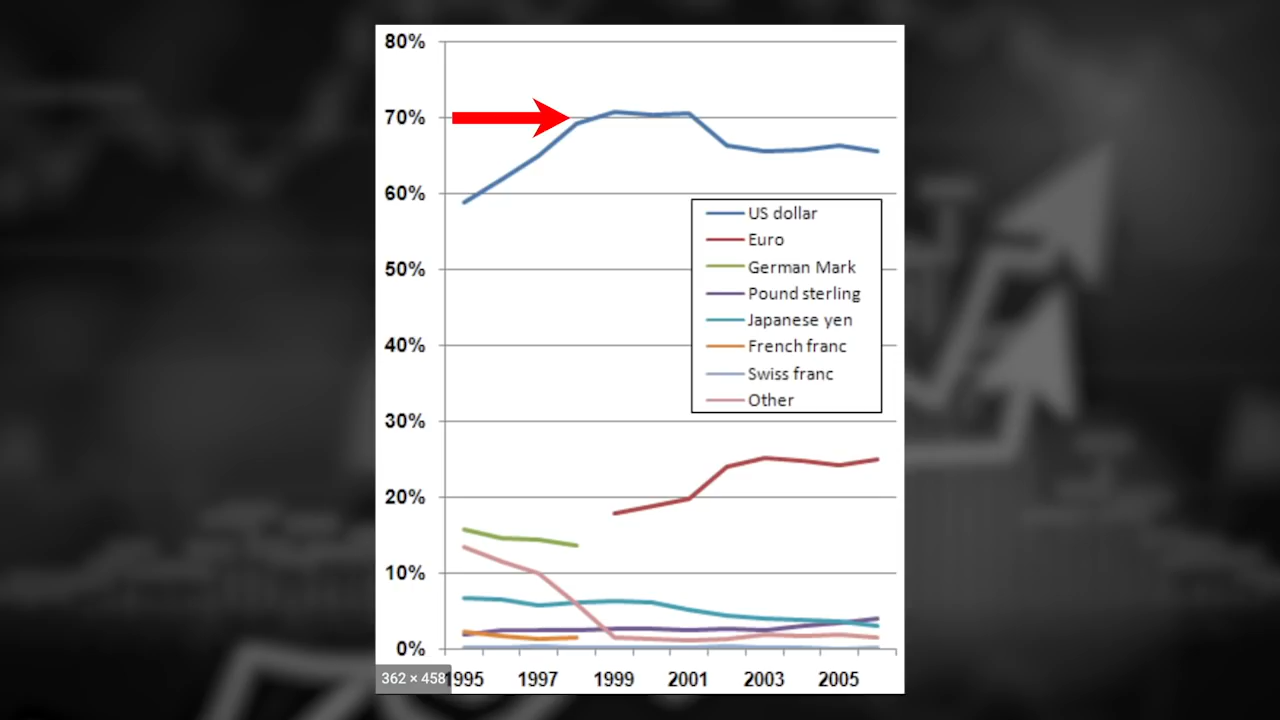 80%
70%
60%
50%
40%
30%
20%
10%
0%
US dollar
Euro
German Mark
Pound sterling
Japanese yen
French franc
Swiss franc
Other
362 × 458
1995 1997 1999 2001 2003 2005